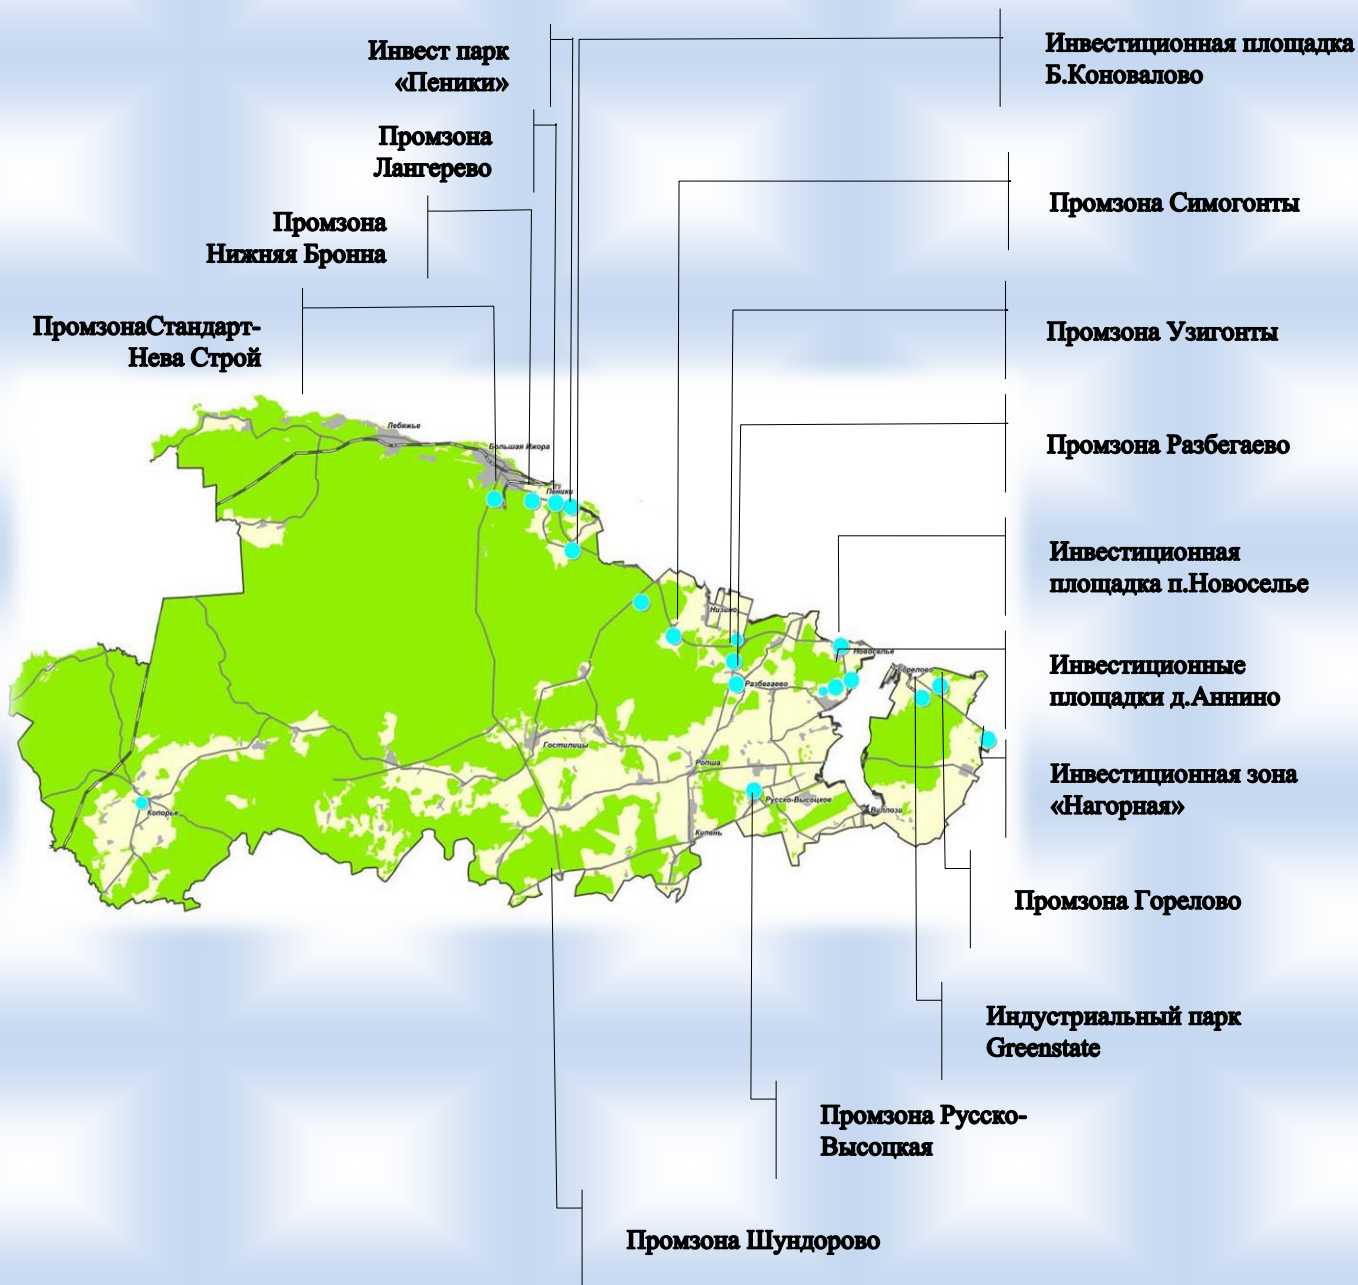 Инвест парк
«Пеники»
Промзона
Лангерево
Промзона
Нижняя Бронна
ПромзонаСтандарт-
Нева Строй
Инвестиционная площадка
Б.Коновалово
Промзона Симогонты
Промзона Узигонты
Промзона Разбегаево
Инвестиционная
площадка п.Новоселье
Инвестиционные
площадки д.Аннино
Инвестиционная зона
«Нагорная»
Промзона Горелово
Индустриальный парк
Greenstate
Промзона Русско-
Высоцкая
Промзона Шундорово
Лебяжье
Большая Ижора
Пеники
Низино
Новоселье
Горелово
Разбегаево
Гостилицы
Ропша
Русско-Высоцкое
Виллози
Кипень
Копорье